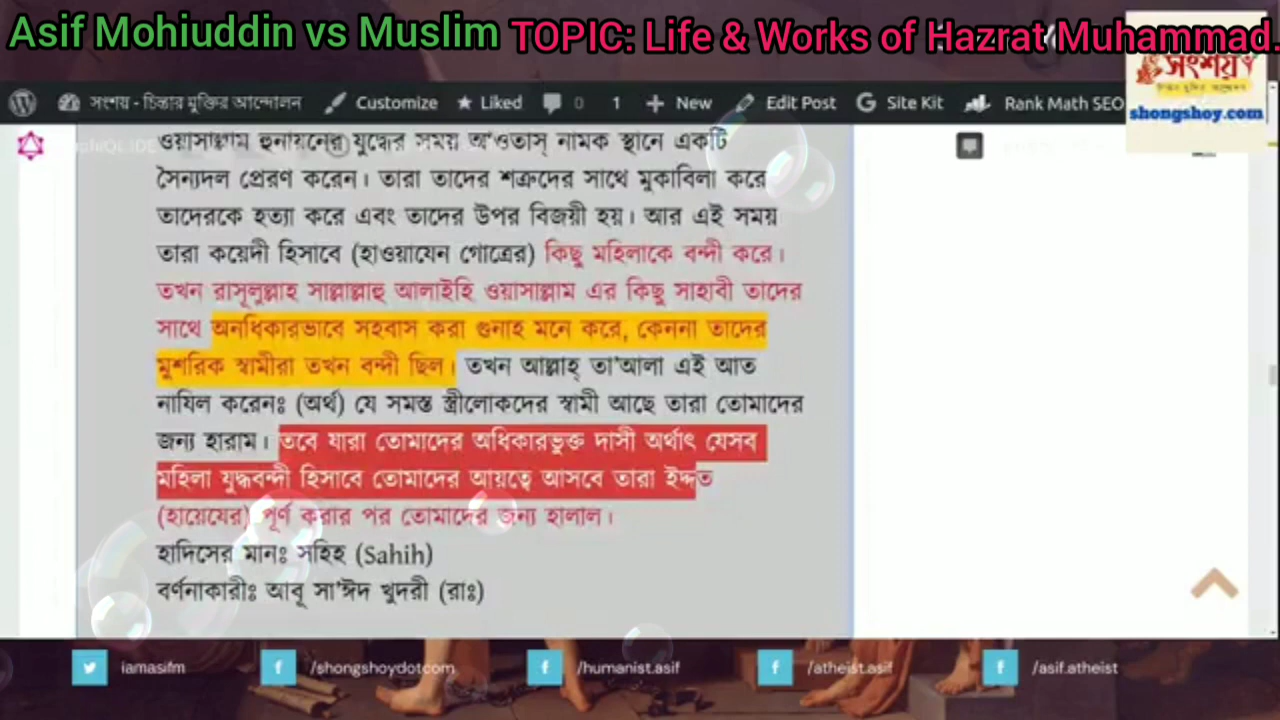 Asif Mohiuddin vs Muslim TOPIC: Life & Works of Hazrat Muhammad.
সংশয়
shongshoy.com
সংশয় - চিন্তার মুক্তির আন্দোলন Customize Liked 0 1 New Edit Post Site Kit Rank Math SEO
ওয়াসাল্লাম হুনায়নের যুদ্ধের সময় আ'ওতাস্ নামক স্থানে একটি
সৈন্যদল প্রেরণ করেন। তারা তাদের শত্রুদের সাথে মুকাবিলা করে
তাদেরকে হত্যা করে এবং তাদের উপর বিজয়ী হয়। আর এই সময়
তারা কয়েদী হিসাবে (হাওয়াযেন গোত্রের) কিছু মহিলাকে বন্দী করে।
তখন রাসূলুল্লাহ সাল্লাল্লাহু আলাইহি ওয়াসাল্লাম এর কিছু সাহাবী তাদের
সাথে অনধিকারভাবে সহবাস করা গুনাহ মনে করে, কেননা তাদের
মুশরিক স্বামীরা তখন বন্দী ছিল। তখন আল্লাহ্ তা'আলা এই আত
নাযিল করেনঃ (অর্থ) যে সমস্ত স্ত্রীলোকদের স্বামী আছে তারা তোমাদের
জন্য হারাম। তবে যারা তোমাদের অধিকারভুক্ত দাসী অর্থাৎ যেসব
মহিলা যুদ্ধবন্দী হিসাবে তোমাদের আয়ত্বে আসবে তারা ইদ্দত
(হায়েযের) পূর্ণ করার পর তোমাদের জন্য হালাল।
হাদিসের মানঃ সহিহ (Sahih)
বর্ণনাকারীঃ আবূ সা'ঈদ খুদরী (রাঃ)
iamasifm /shongshoydotcom /humanist.asif /atheist.asif /asif.atheist